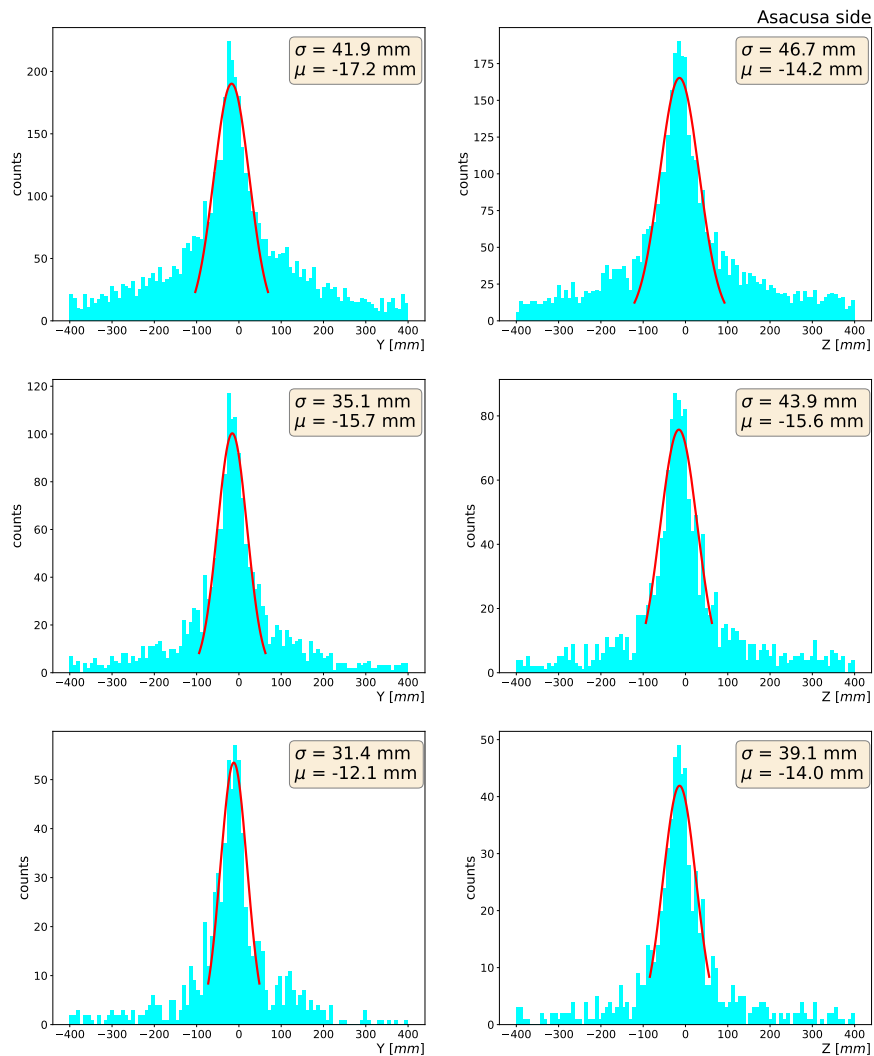 Asacusa side
σ = 41.9 mm
μ = -17.2 mm
counts
200
150
100
50
0
−400 −300 −200 −100 0 100 200 300 400
Y [mm]
σ = 46.7 mm
μ = -14.2 mm
counts
175
150
125
100
75
50
25
0
−400 −300 −200 −100 0 100 200 300 400
Z [mm]
σ = 35.1 mm
μ = -15.7 mm
counts
120
100
80
60
40
20
0
−400 −300 −200 −100 0 100 200 300 400
Y [mm]
σ = 43.9 mm
μ = -15.6 mm
counts
80
60
40
20
0
−400 −300 −200 −100 0 100 200 300 400
Z [mm]
σ = 31.4 mm
μ = -12.1 mm
counts
50
40
30
20
10
0
−400 −300 −200 −100 0 100 200 300 400
Y [mm]
σ = 39.1 mm
μ = -14.0 mm
counts
50
40
30
20
10
0
−400 −300 −200 −100 0 100 200 300 400
Z [mm]